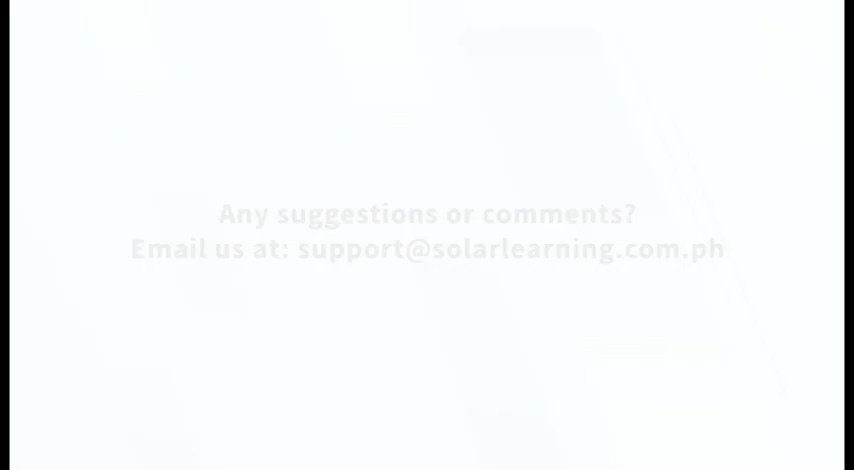 Any suggestions or comments?
Email us at: support@solarlearning.com.ph